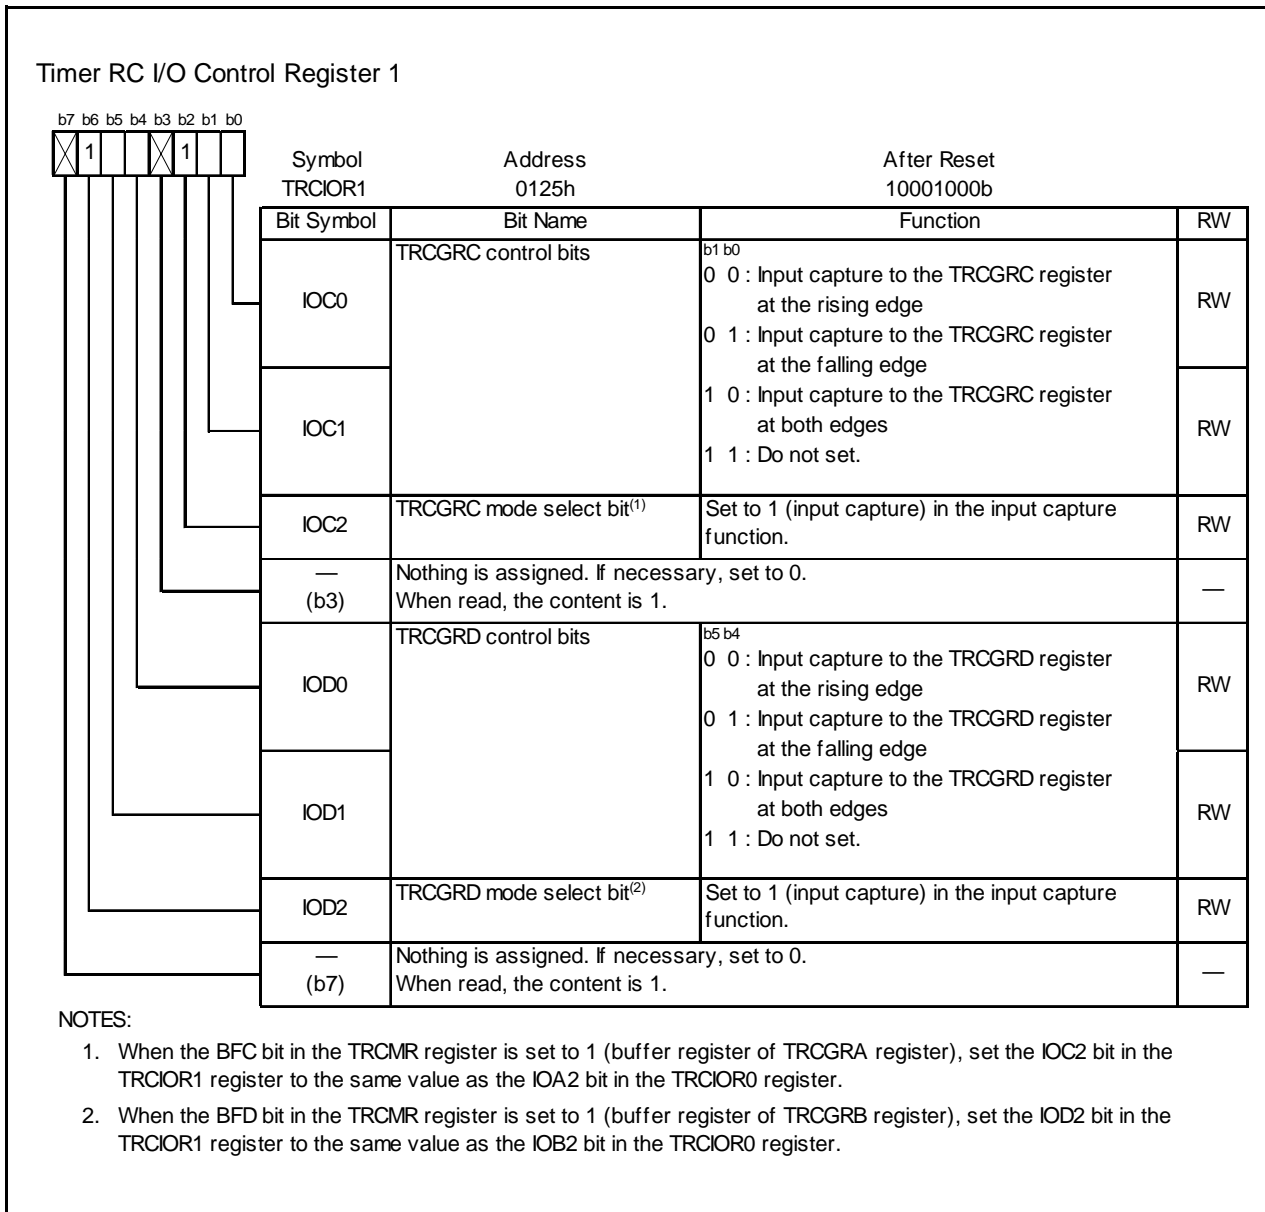 Timer RC I/O Control Register 1
b7 b6 b5 b4 b3 b2 b1 b0
1 1
Symbol Address After Reset
TRCIOR1 0125h 10001000b
Bit Symbol Bit Name Function RW
IOC0 TRCGRC control bits b1 b0 RW
0 0 : Input capture to the TRCGRC register
at the rising edge
0 1 : Input capture to the TRCGRC register
at the falling edge
IOC1 1 0 : Input capture to the TRCGRC register RW
at both edges
1 1 : Do not set.
IOC2 TRCGRC mode select bit(1) Set to 1 (input capture) in the input capture RW
function.
— Nothing is assigned. If necessary, set to 0. —
(b3) When read, the content is 1.
IOD0 TRCGRD control bits b5 b4 RW
0 0 : Input capture to the TRCGRD register
at the rising edge
0 1 : Input capture to the TRCGRD register
at the falling edge
IOD1 1 0 : Input capture to the TRCGRD register RW
at both edges
1 1 : Do not set.
IOD2 TRCGRD mode select bit(2) Set to 1 (input capture) in the input capture RW
function.
— Nothing is assigned. If necessary, set to 0. —
(b7) When read, the content is 1.
NOTES:
1. When the BFC bit in the TRCMR register is set to 1 (buffer register of TRCGRA register), set the IOC2 bit in the
TRCIOR1 register to the same value as the IOA2 bit in the TRCIOR0 register.
2. When the BFD bit in the TRCMR register is set to 1 (buffer register of TRCGRB register), set the IOD2 bit in the
TRCIOR1 register to the same value as the IOB2 bit in the TRCIOR0 register.